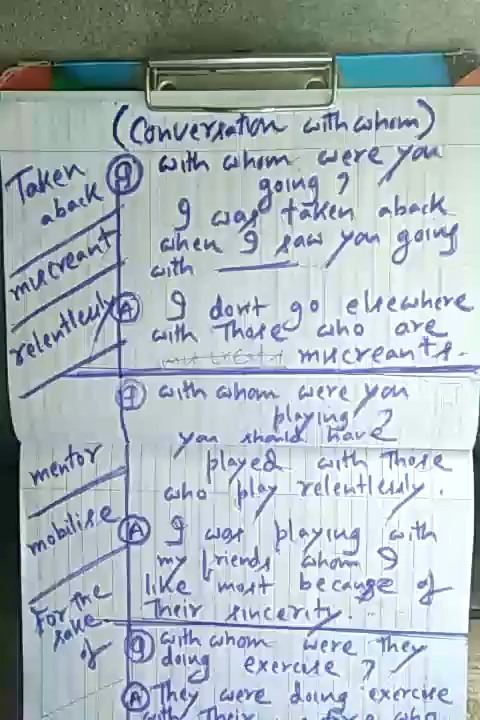 (Conversation with whom)
Taken
aback
miscreant
relentlessly
Q with whom were you
going?
I was taken aback
when I saw you going
with ______
A I don't go elsewhere
with those who are
miscreants.
Q with whom were you
playing?
you should have
played with those
who play relentlessly.
mentor
mobilise
For the
sake
of
A I was playing with
my friends whom I
like most because of
their sincerity.
Q with whom were they
doing exercise?
A They were doing exercise
with their